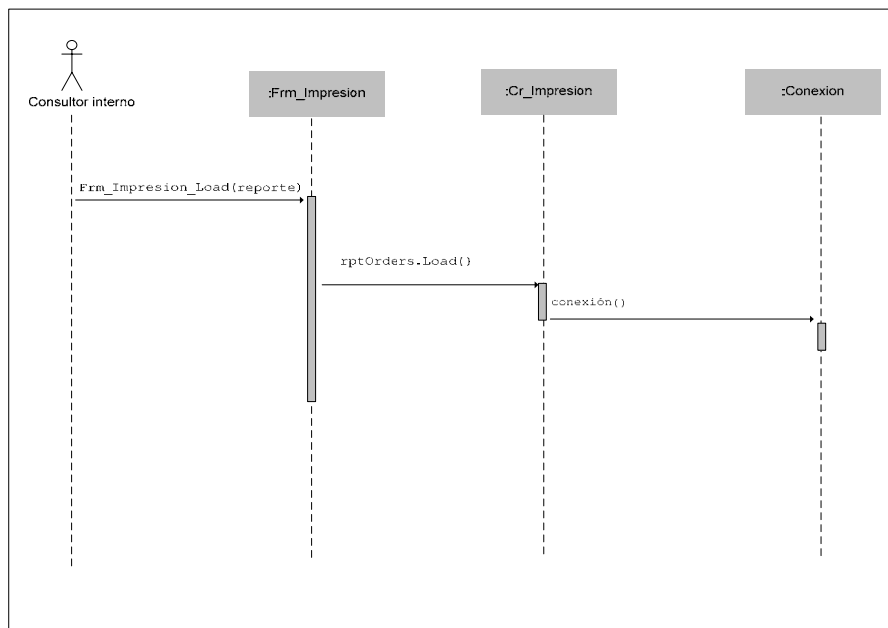 Consultor interno
:Frm_Impresion
:Cr_Impresion
:Conexion
Frm_Impresion_Load(reporte)
rptOrders.Load()
conexión()